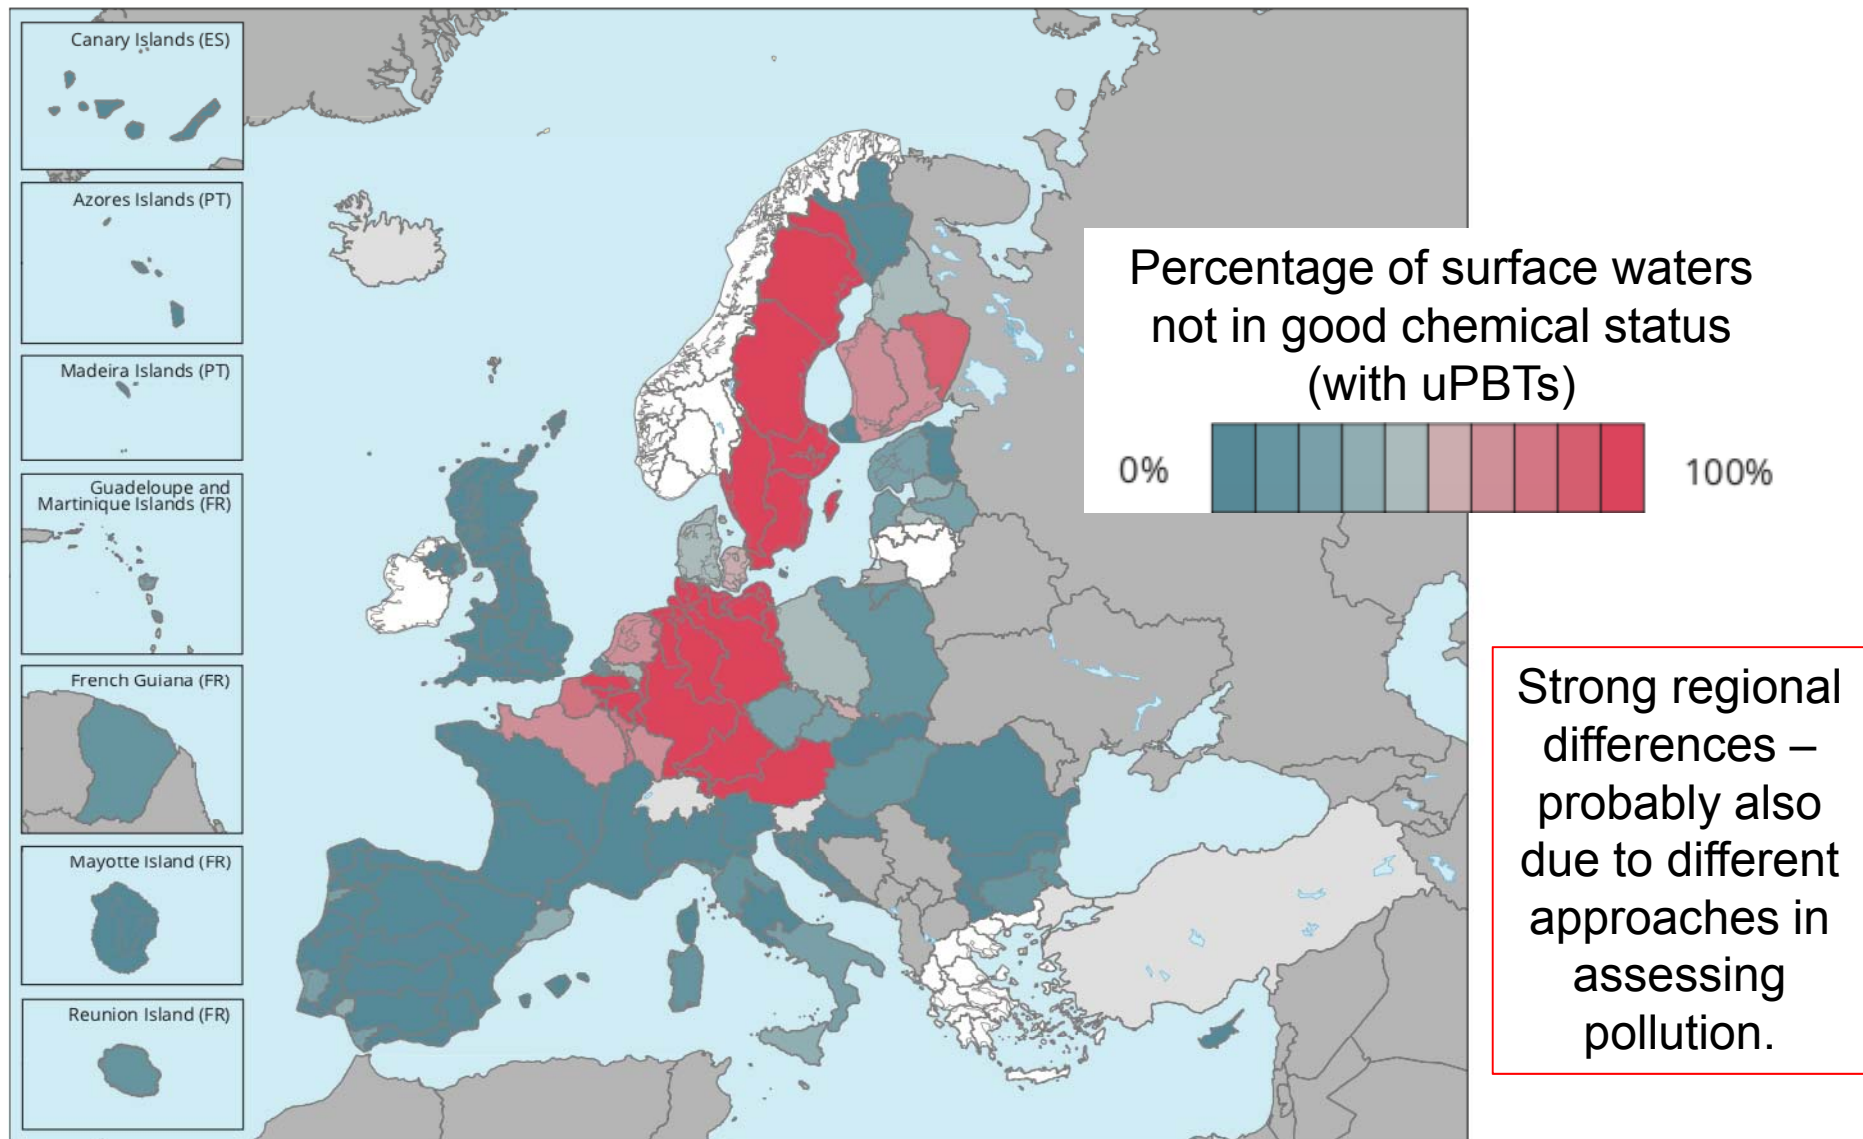 Canary Islands (ES)
Azores Islands (PT)
Madeira Islands (PT)
Guadeloupe and
Martinique Islands (FR)
French Guiana (FR)
Mayotte Island (FR)
Reunion Island (FR)
Percentage of surface waters
not in good chemical status
(with uPBTs)
0%
100%
Strong regional
differences –
probably also
due to different
approaches in
assessing
pollution.